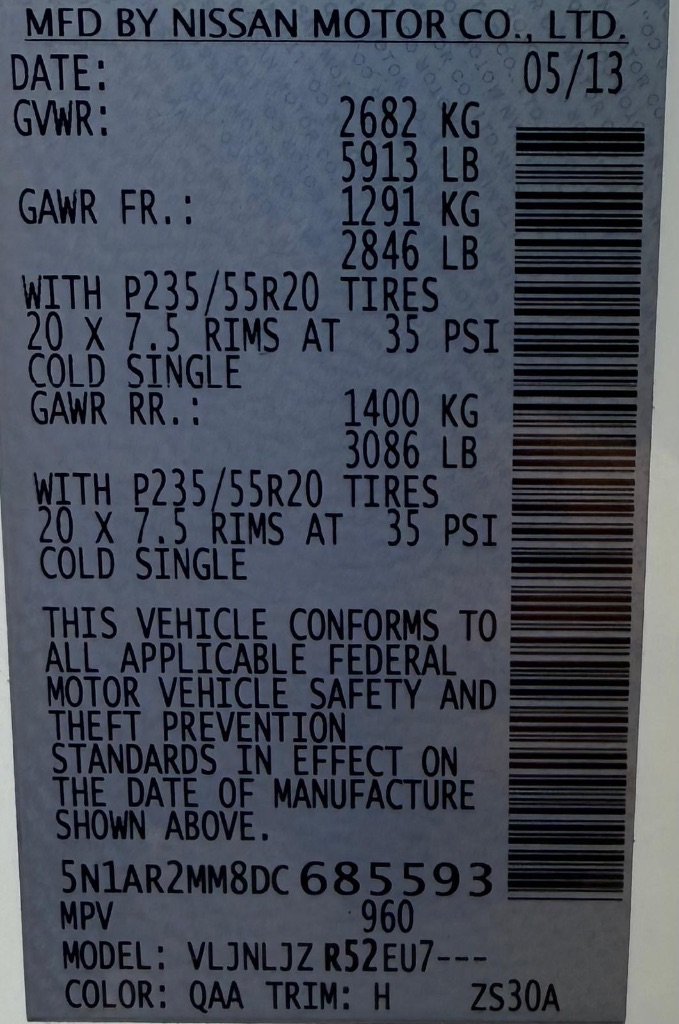 MFD BY NISSAN MOTOR CO., LTD.
DATE: 05/13
GVWR: 2682 KG
5913 LB
GAWR FR.: 1291 KG
2846 LB
WITH P235/55R20 TIRES
20 X 7.5 RIMS AT 35 PSI
COLD SINGLE
GAWR RR.: 1400 KG
3086 LB
WITH P235/55R20 TIRES
20 X 7.5 RIMS AT 35 PSI
COLD SINGLE
THIS VEHICLE CONFORMS TO
ALL APPLICABLE FEDERAL
MOTOR VEHICLE SAFETY AND
THEFT PREVENTION
STANDARDS IN EFFECT ON
THE DATE OF MANUFACTURE
SHOWN ABOVE.
5N1AR2MM8DC685593
MPV 960
MODEL: VLJNLJZ R52EU7---
COLOR: QAA TRIM: H ZS30A